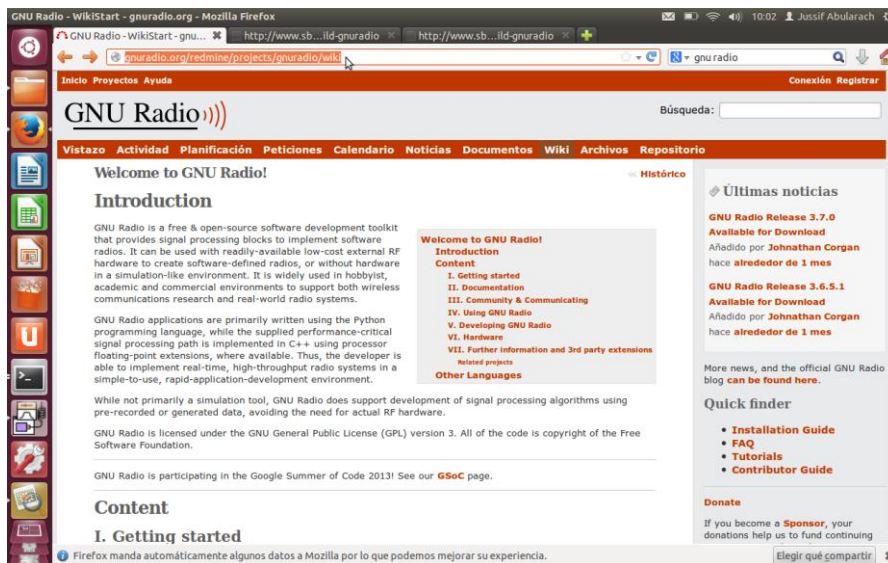 GNU Radio - WikiStart - gnuradio.org - Mozilla Firefox
10:02 Jussif Abularach
GNU Radio - WikiStart - gnu...
http://www.sb...ild-gnuradio
http://www.sb...ild-gnuradio
gnuradio.org/redmine/projects/gnuradio/wiki
gnu radio
Inicio Proyectos Ayuda
Conexión Registrar
GNU Radio
Búsqueda:
Vistazo Actividad Planificación Peticiones Calendario Noticias Documentos Wiki Archivos Repositorio
« Histórico
Welcome to GNU Radio!
Introduction
GNU Radio is a free & open-source software development toolkit
that provides signal processing blocks to implement software
radios. It can be used with readily-available low-cost external RF
hardware to create software-defined radios, or without hardware
in a simulation-like environment. It is widely used in hobbyist,
academic and commercial environments to support both wireless
communications research and real-world radio systems.
GNU Radio applications are primarily written using the Python
programming language, while the supplied performance-critical
signal processing path is implemented in C++ using processor
floating-point extensions, where available. Thus, the developer is
able to implement real-time, high-throughput radio systems in a
simple-to-use, rapid-application-development environment.
Welcome to GNU Radio!
Introduction
Content
I. Getting started
II. Documentation
III. Community & Communicating
IV. Using GNU Radio
V. Developing GNU Radio
VI. Hardware
VII. Further information and 3rd party extensions
Related projects
Other Languages
While not primarily a simulation tool, GNU Radio does support development of signal processing algorithms using
pre-recorded or generated data, avoiding the need for actual RF hardware.
GNU Radio is licensed under the GNU General Public License (GPL) version 3. All of the code is copyright of the Free
Software Foundation.
GNU Radio is participating in the Google Summer of Code 2013! See our GSoC page.
Content
I. Getting started
Últimas noticias
GNU Radio Release 3.7.0
Available for Download
Añadido por Johnathan Corgan
hace alrededor de 1 mes
GNU Radio Release 3.6.5.1
Available for Download
Añadido por Johnathan Corgan
hace alrededor de 1 mes
More news, and the official GNU Radio
blog can be found here.
Quick finder
• Installation Guide
• FAQ
• Tutorials
• Contributor Guide
Donate
If you become a Sponsor, your
donations help us to fund continuing
Firefox manda automáticamente algunos datos a Mozilla por lo que podemos mejorar su experiencia.
Elegir qué compartir